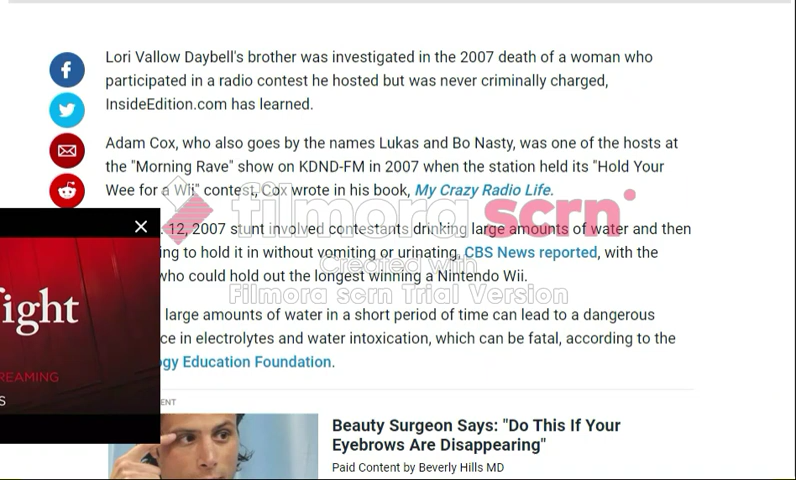 Lori Vallow Daybell's brother was investigated in the 2007 death of a woman who
participated in a radio contest he hosted but was never criminally charged,
InsideEdition.com has learned.
Adam Cox, who also goes by the names Lukas and Bo Nasty, was one of the hosts at
the "Morning Rave" show on KDND-FM in 2007 when the station held its "Hold Your
Wee for a Wii" contest, Cox wrote in his book, My Crazy Radio Life.
12, 2007 stunt involved contestants drinking large amounts of water and then
ing to hold it in without vomiting or urinating, CBS News reported, with the
who could hold out the longest winning a Nintendo Wii.
large amounts of water in a short period of time can lead to a dangerous
ce in electrolytes and water intoxication, which can be fatal, according to the
gy Education Foundation.
filmora scrn
Created with
Filmora scrn Trial Version
ight
REAMING
S
ENT
Beauty Surgeon Says: "Do This If Your
Eyebrows Are Disappearing"
Paid Content by Beverly Hills MD